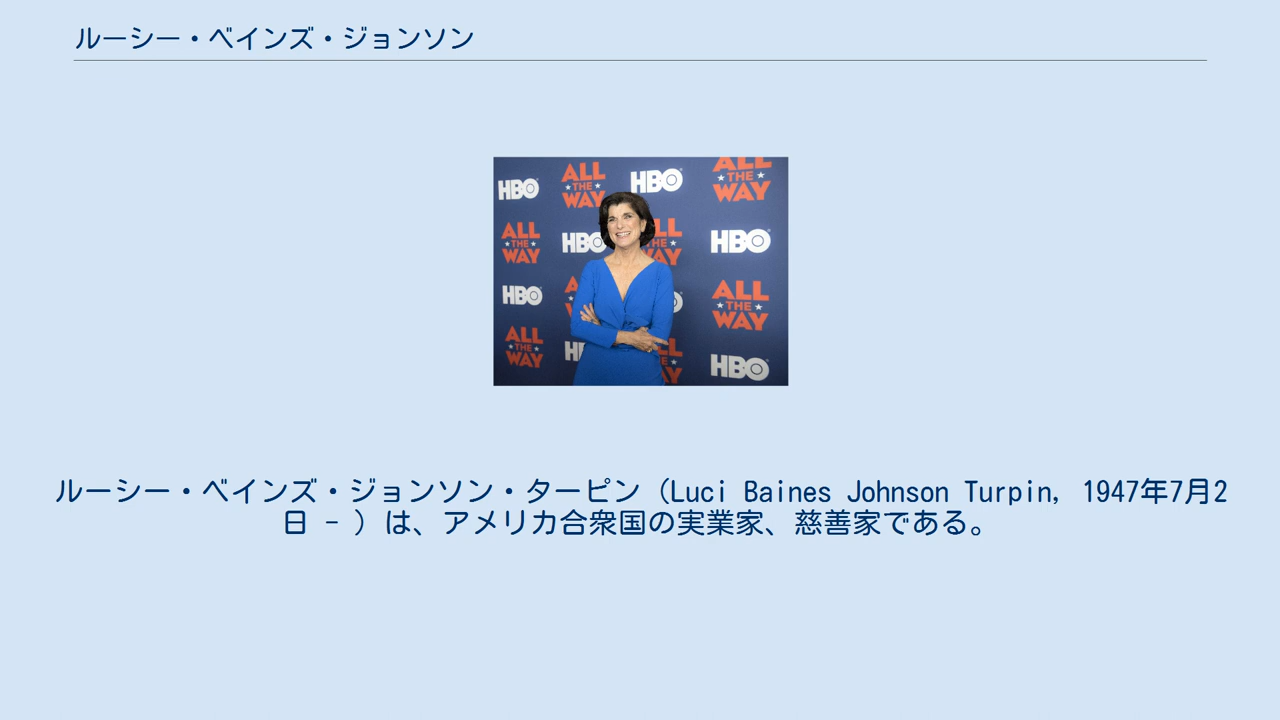 ルーシー・ベインズ・ジョンソン
HBO ALL THE WAY HBO ALL THE WAY
ALL THE WAY HBO HBO
HBO ALL THE WAY
ALL THE WAY HBO
ルーシー・ベインズ・ジョンソン・ターピン（Luci Baines Johnson Turpin, 1947年7月2
日 - ）は、アメリカ合衆国の実業家、慈善家である。